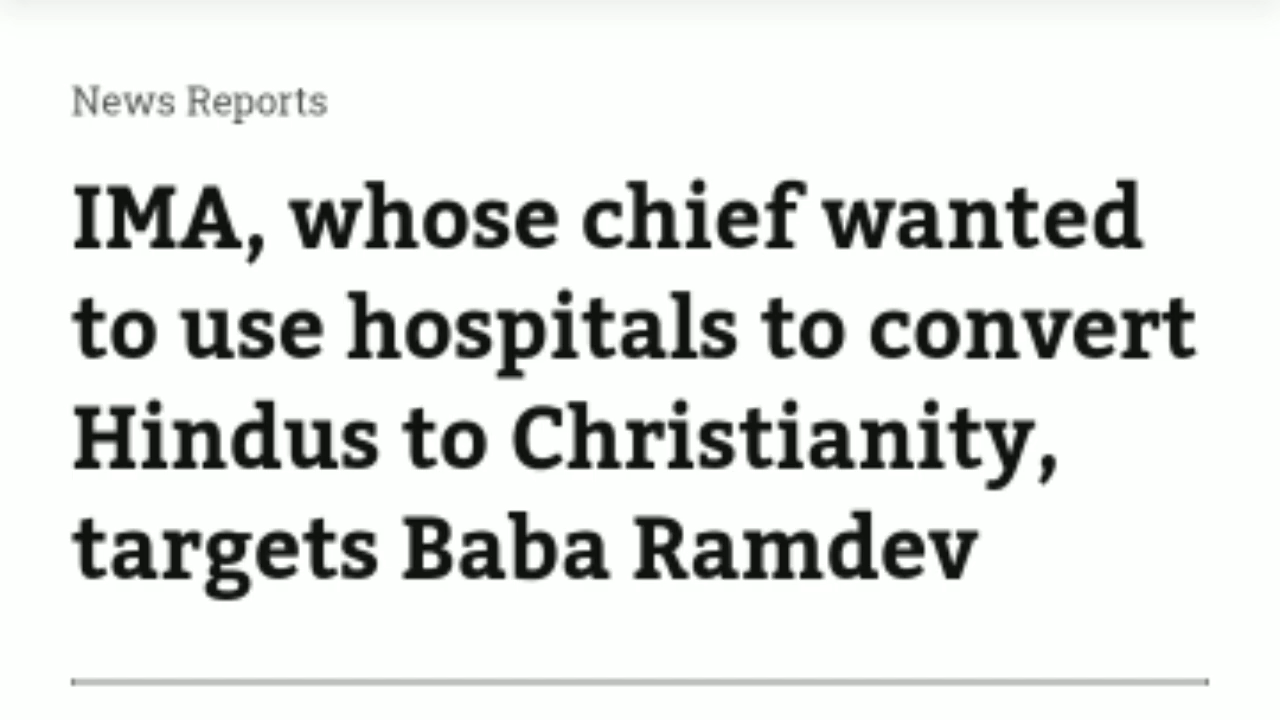 News Reports
IMA, whose chief wanted
to use hospitals to convert
Hindus to Christianity,
targets Baba Ramdev